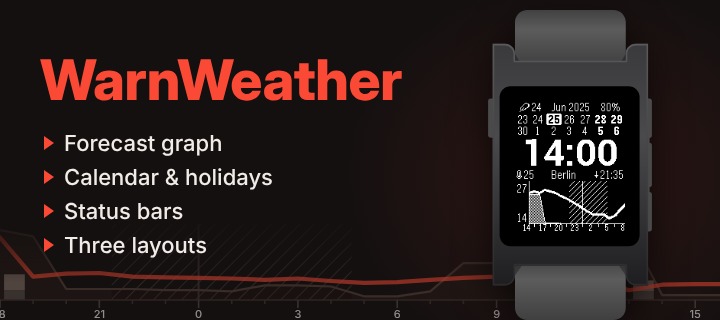 WarnWeather
Forecast graph
Calendar & holidays
Status bars
Three layouts
24 Jun 2025 80%
23 24 25 26 27 28 29
30 1 2 3 4 5 6
14:00
25 Berlin 21:35
27
14
14 17 20 23 2 5 8
8 21 0 3 6 9 15